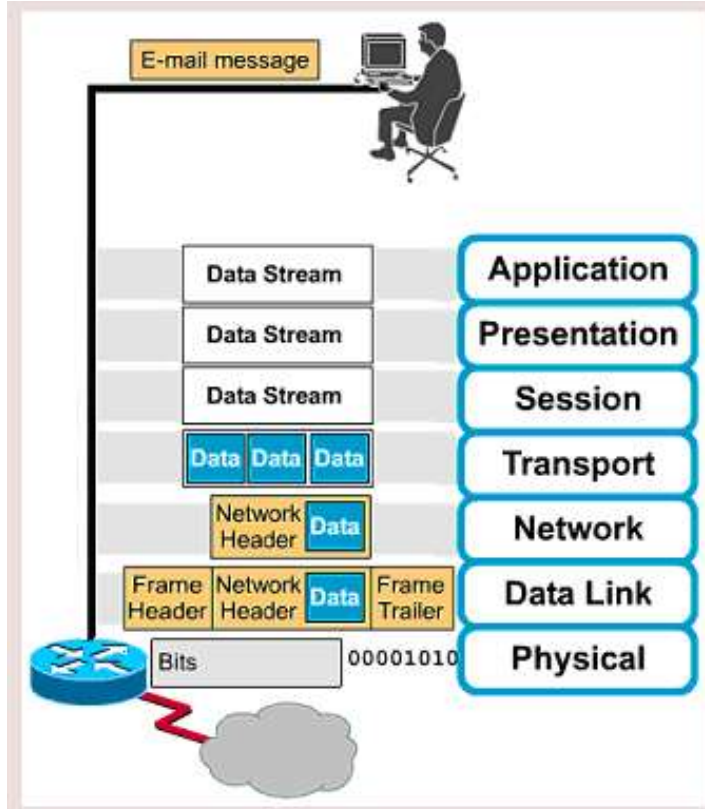 E-mail message
Data Stream
Application
Data Stream
Presentation
Data Stream
Session
Data Data Data
Transport
Network
Header
Data
Network
Frame
Header
Network
Header
Data
Frame
Trailer
Data Link
Bits
00001010
Physical